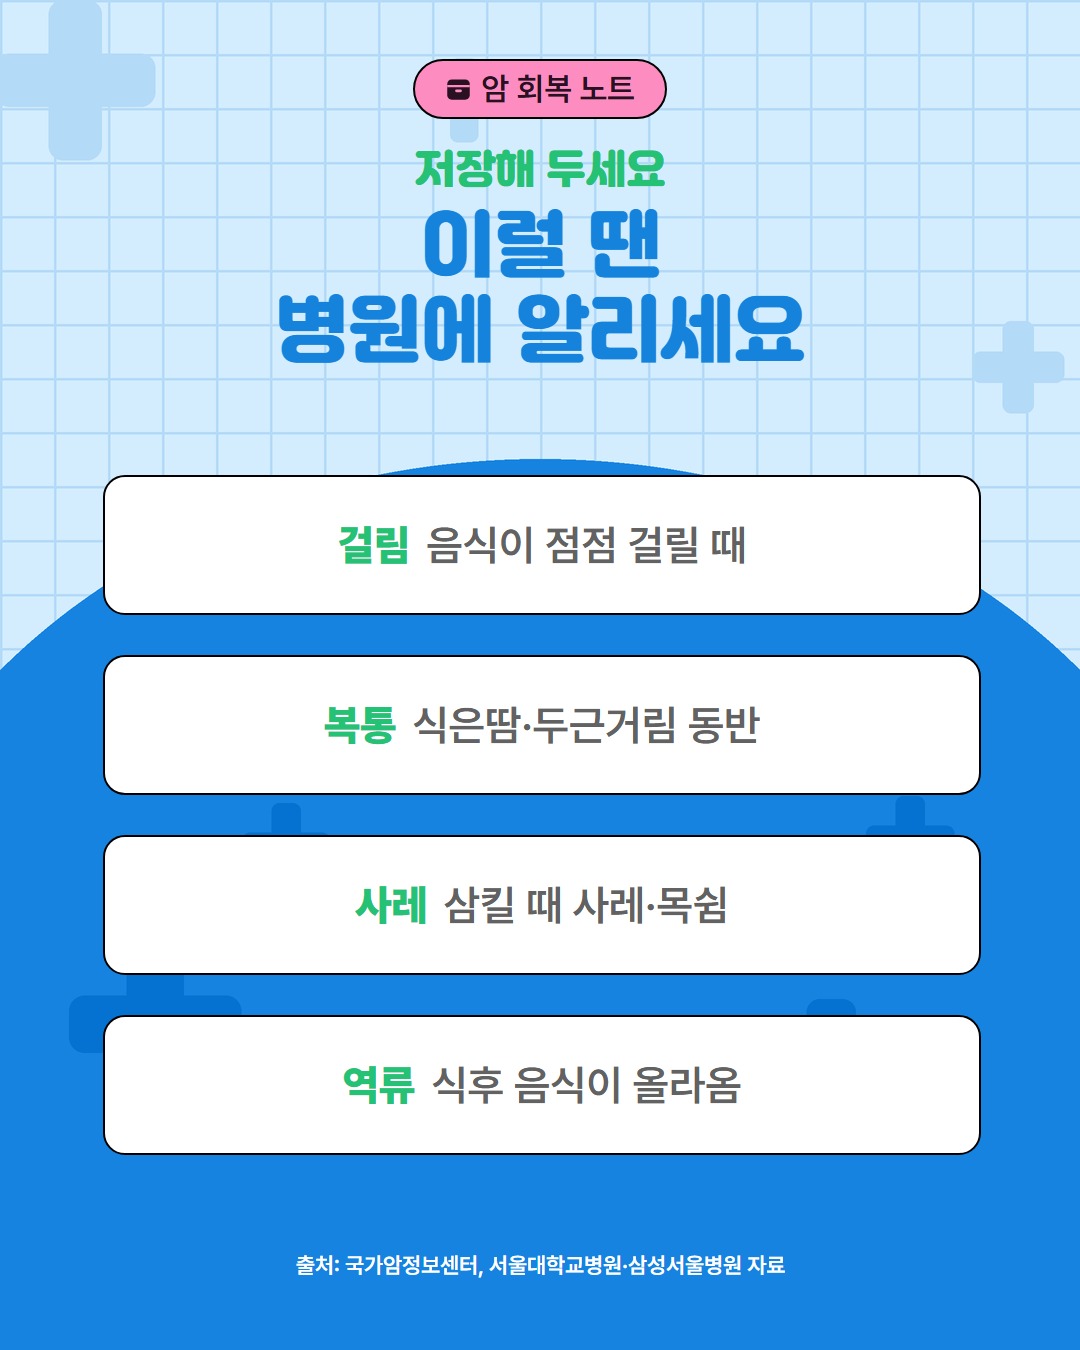 암 회복 노트
저장해 두세요
이럴 땐
병원에 알리세요
걸림 음식이 점점 걸릴 때
복통 식은땀·두근거림 동반
사레 삼킬 때 사레·목쉼
역류 식후 음식이 올라옴
출처: 국가암정보센터, 서울대학교병원·삼성서울병원 자료